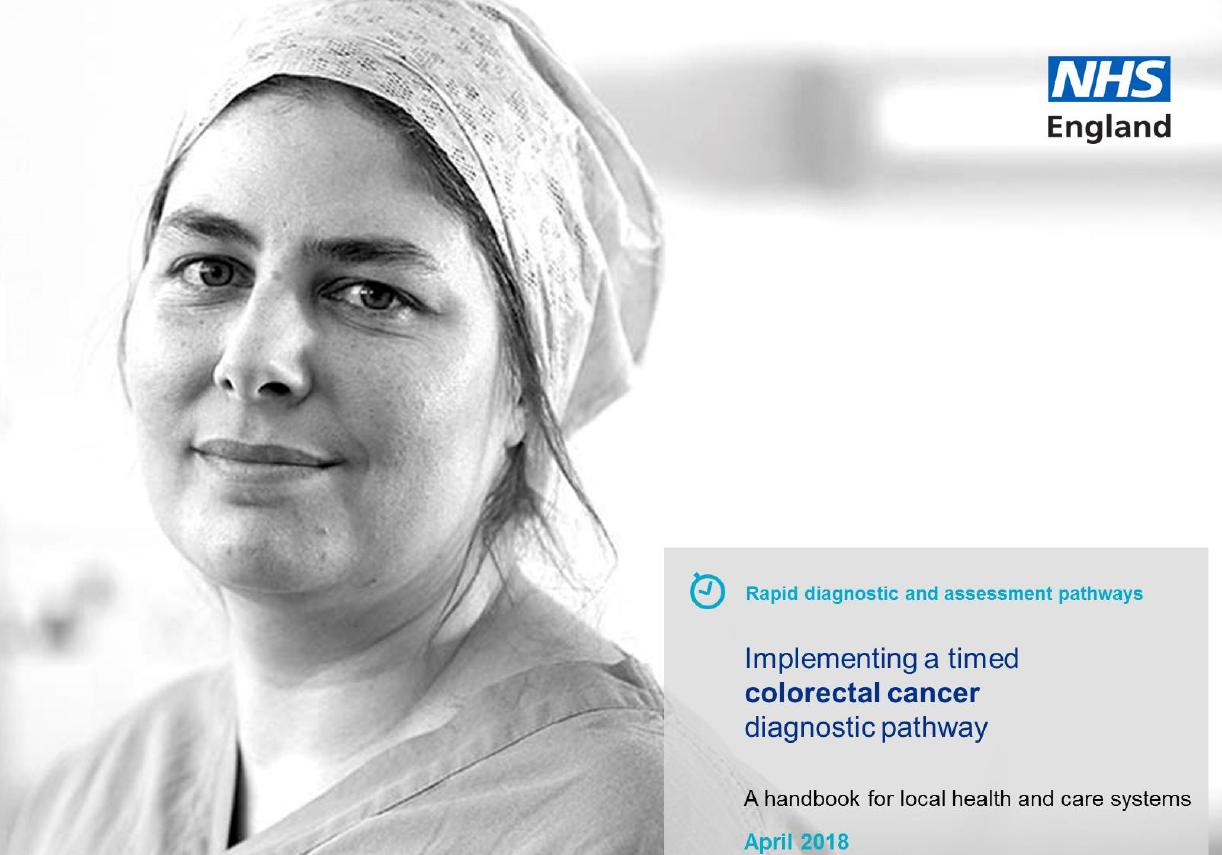 NHS
England
Rapid diagnostic and assessment pathways
Implementing a timed
colorectal cancer
diagnostic pathway
A handbook for local health and care systems
April 2018